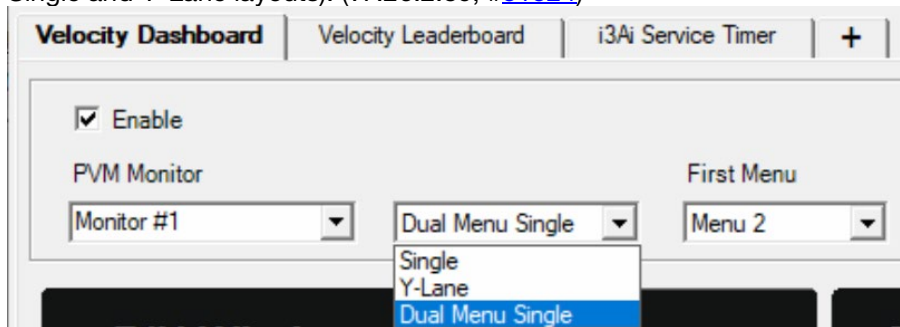 Velocity Dashboard Velocity Leaderboard i3Ai Service Timer +
Enable
PVM Monitor First Menu
Monitor #1 Dual Menu Single Menu 2
Single
Y-Lane
Dual Menu Single